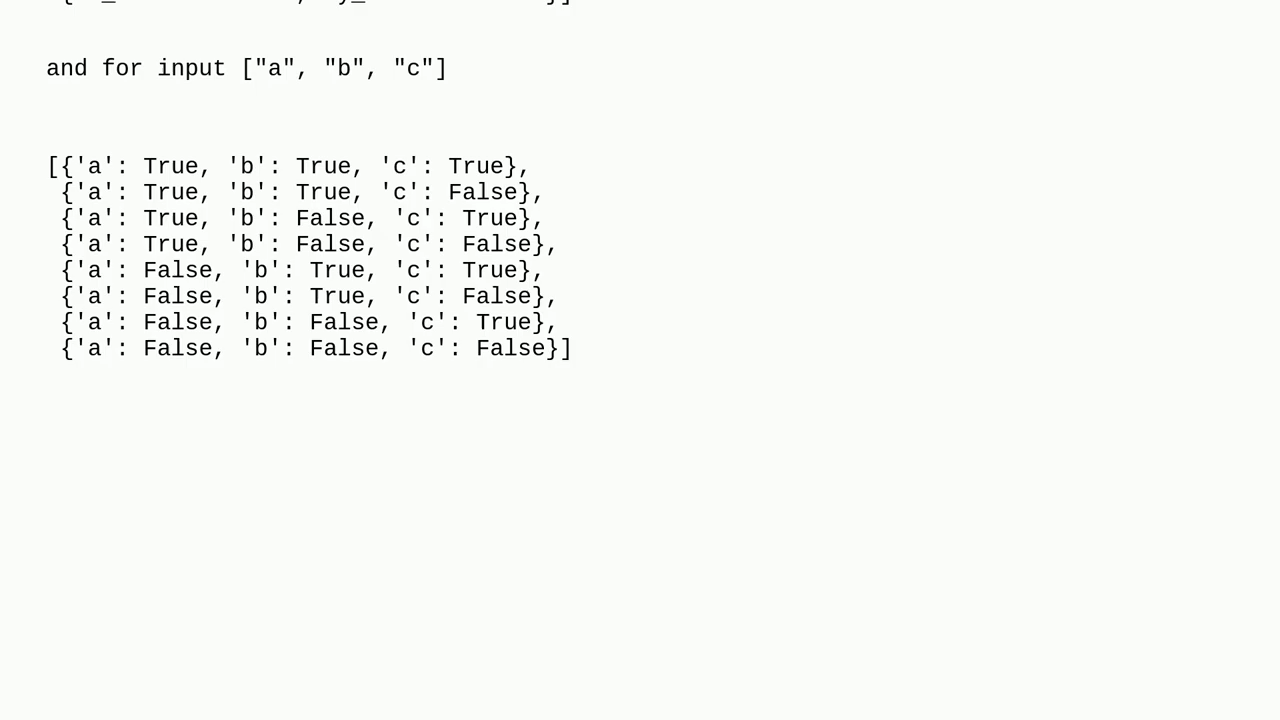 and for input ["a", "b", "c"]
[{'a': True, 'b': True, 'c': True},
 {'a': True, 'b': True, 'c': False},
 {'a': True, 'b': False, 'c': True},
 {'a': True, 'b': False, 'c': False},
 {'a': False, 'b': True, 'c': True},
 {'a': False, 'b': True, 'c': False},
 {'a': False, 'b': False, 'c': True},
 {'a': False, 'b': False, 'c': False}]